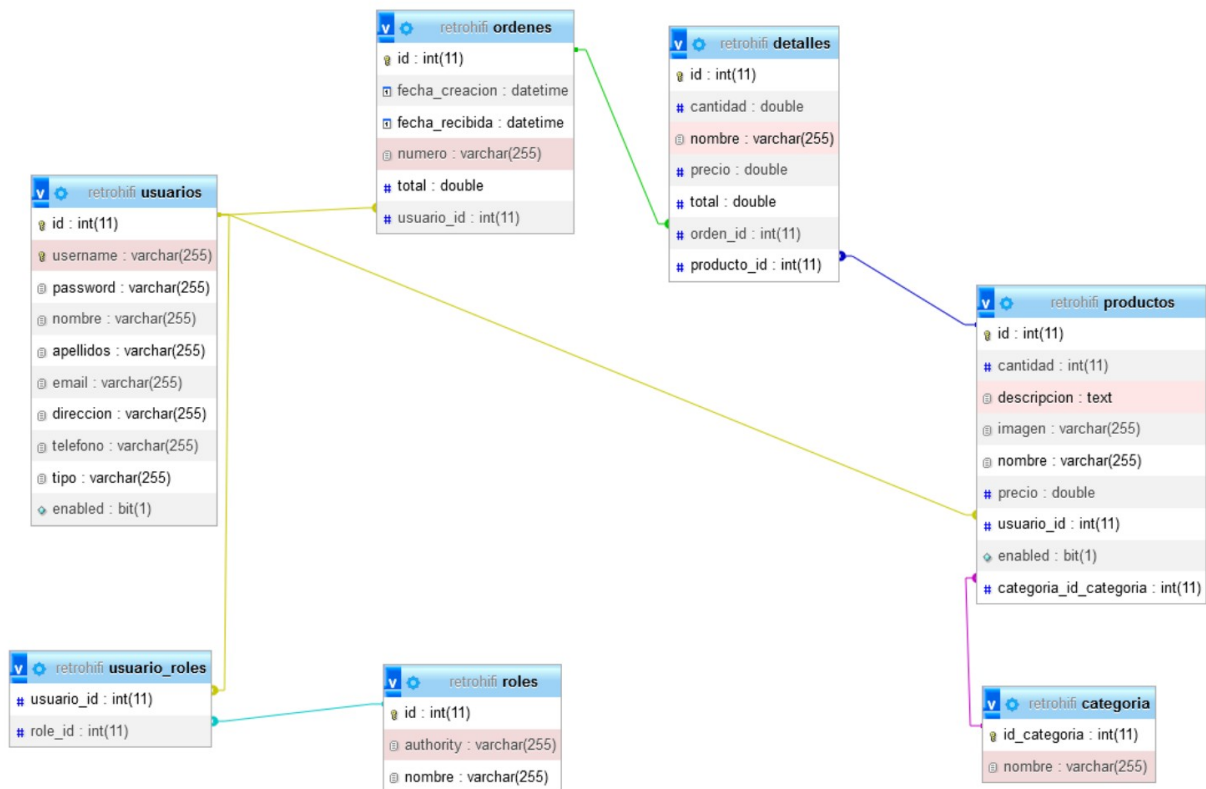 retrohifi ordenes
id : int(11)
fecha_creacion : datetime
fecha_recibida : datetime
numero : varchar(255)
total : double
usuario_id : int(11)
retrohifi detalles
id : int(11)
cantidad : double
nombre : varchar(255)
precio : double
total : double
orden_id : int(11)
producto_id : int(11)
retrohifi usuarios
id : int(11)
username : varchar(255)
password : varchar(255)
nombre : varchar(255)
apellidos : varchar(255)
email : varchar(255)
direccion : varchar(255)
telefono : varchar(255)
tipo : varchar(255)
enabled : bit(1)
retrohifi productos
id : int(11)
cantidad : int(11)
descripcion : text
imagen : varchar(255)
nombre : varchar(255)
precio : double
usuario_id : int(11)
enabled : bit(1)
categoria_id_categoria : int(11)
retrohifi usuario_roles
usuario_id : int(11)
role_id : int(11)
retrohifi roles
id : int(11)
authority : varchar(255)
nombre : varchar(255)
retrohifi categoria
id_categoria : int(11)
nombre : varchar(255)